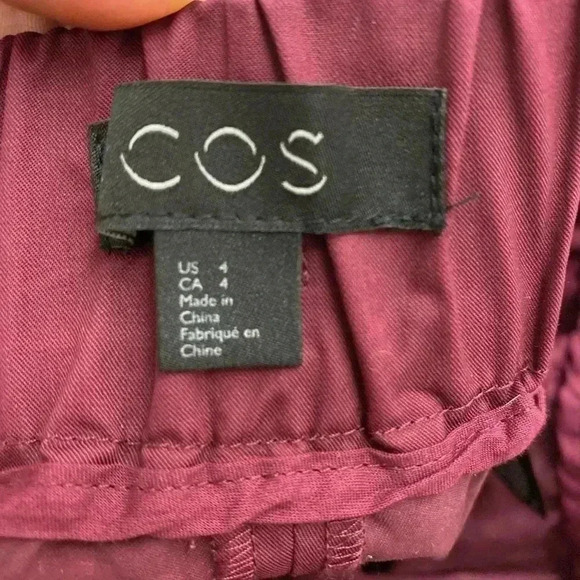 COS
US 4
CA 4
Made in
China
Fabriqué en
Chine